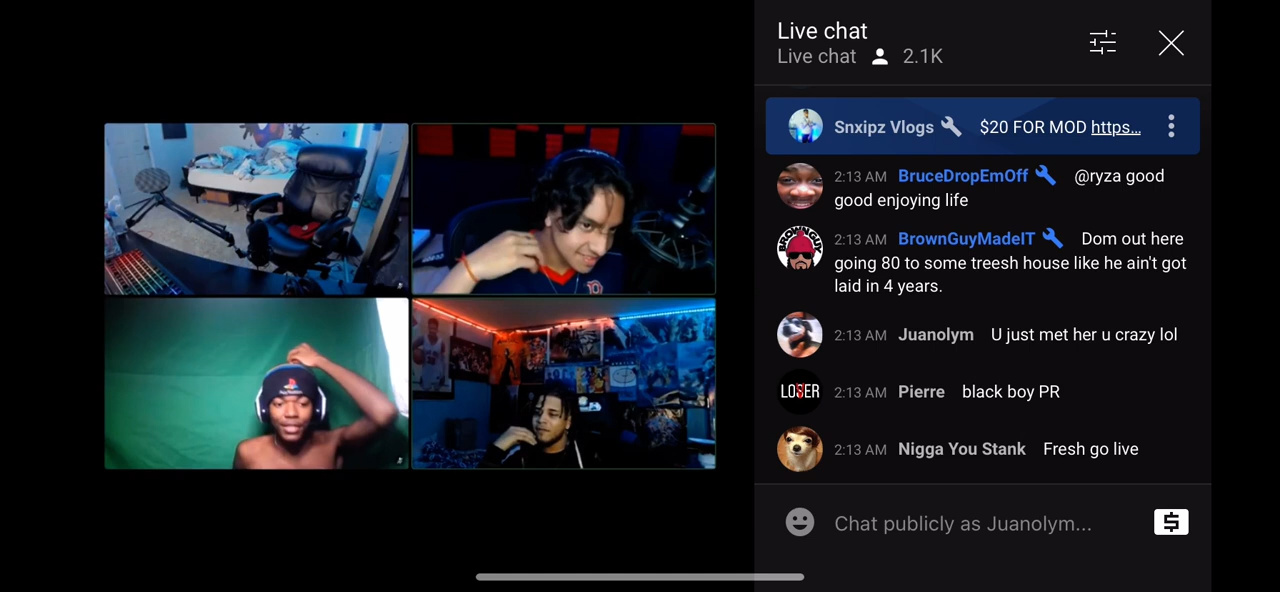 Live chat
Live chat 2.1K
Snxipz Vlogs $20 FOR MOD https...
2:13 AM BruceDropEmOff @ryza good
good enjoying life
BROWN GUY
2:13 AM BrownGuyMadeIT Dom out here
going 80 to some treesh house like he ain't got
laid in 4 years.
2:13 AM Juanolym U just met her u crazy lol
LOVER
2:13 AM Pierre black boy PR
2:13 AM Nigga You Stank Fresh go live
Chat publicly as Juanolym...